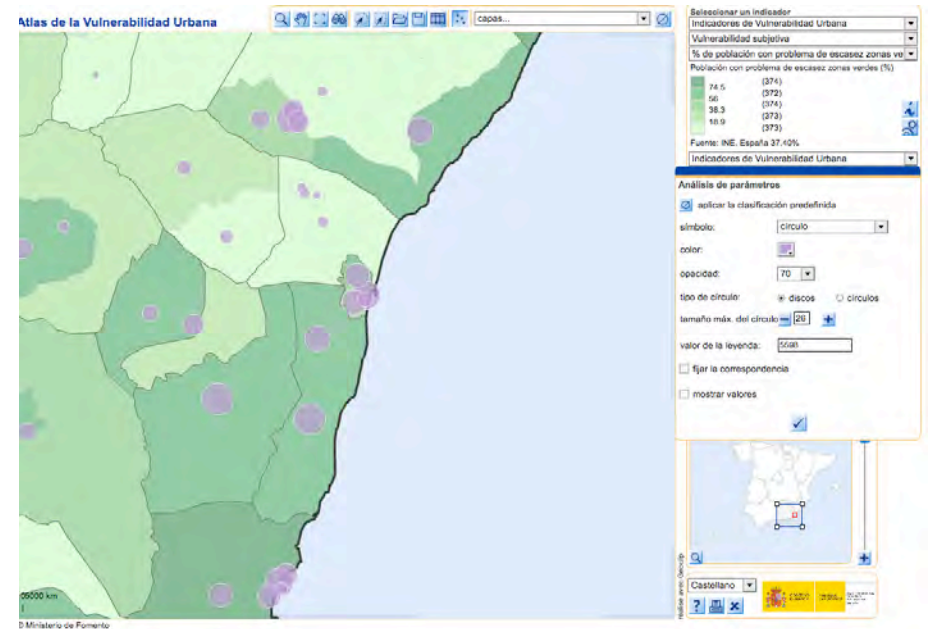 Atlas de la Vulnerabilidad Urbana
capas...
Seleccionar un indicador
Indicadores de Vulnerabilidad Urbana
Vulnerabilidad subjetiva
% de población con problema de escasez zonas ve
Población con problema de escasez zonas verdes (%)
(374)
74.5
(372)
56
(374)
38.3
(373)
18.9
(373)
Fuente: INE. España 37.40%
Indicadores de Vulnerabilidad Urbana
Análisis de parámetros
aplicar la clasificación predefinida
símbolo: círculo
color:
opacidad: 70
tipo de círculo: discos círculos
tamaño máx. del círculo 26
valor de la leyenda: 5598
fijar la correspondencia
mostrar valores
Castellano
05000 km
© Ministerio de Fomento